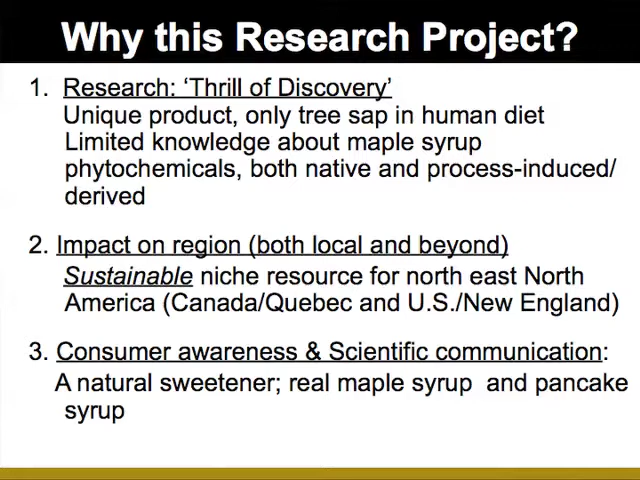 Why this Research Project?
1. Research: ‘Thrill of Discovery’
Unique product, only tree sap in human diet
Limited knowledge about maple syrup
phytochemicals, both native and process-induced/
derived
2. Impact on region (both local and beyond)
Sustainable niche resource for north east North
America (Canada/Quebec and U.S./New England)
3. Consumer awareness & Scientific communication:
A natural sweetener; real maple syrup and pancake
syrup